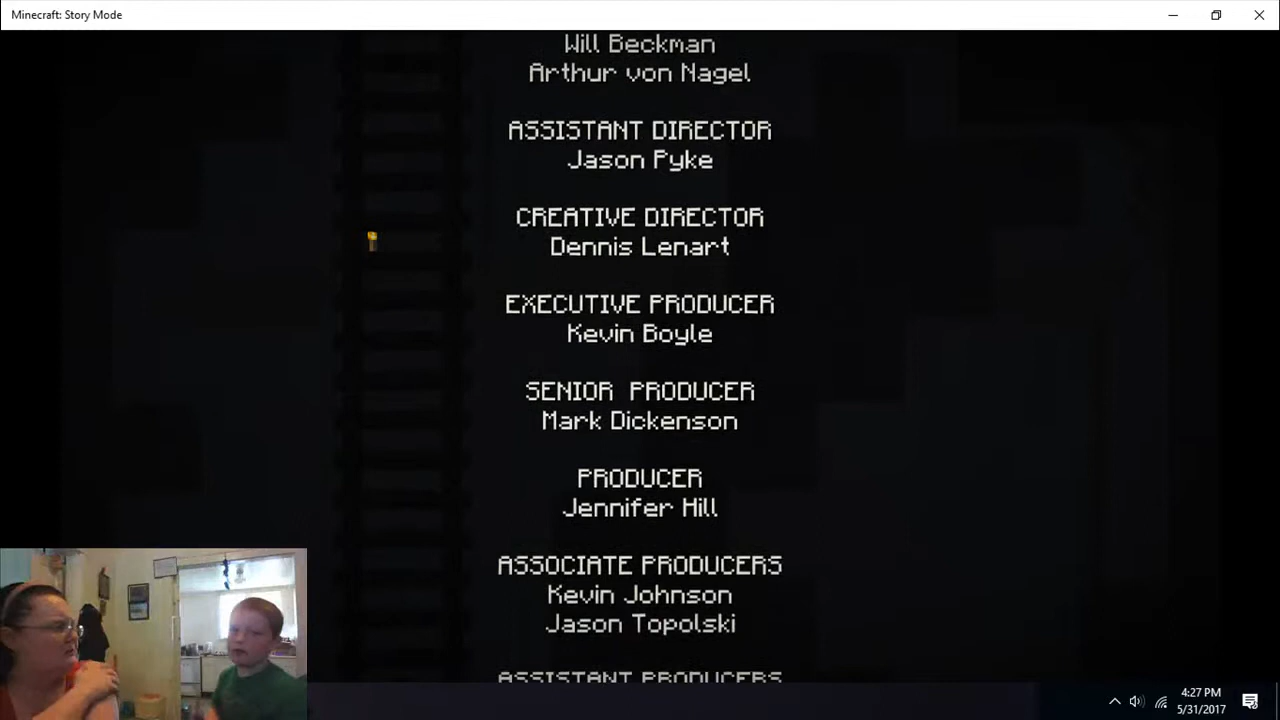 Minecraft: Story Mode
Will Beckman
Arthur von Nagel
ASSISTANT DIRECTOR
Jason Pyke
CREATIVE DIRECTOR
Dennis Lenart
EXECUTIVE PRODUCER
Kevin Boyle
SENIOR PRODUCER
Mark Dickenson
PRODUCER
Jennifer Hill
ASSOCIATE PRODUCERS
Kevin Johnson
Jason Topolski
ASSISTANT PRODUCERS
4:27 PM
5/31/2017